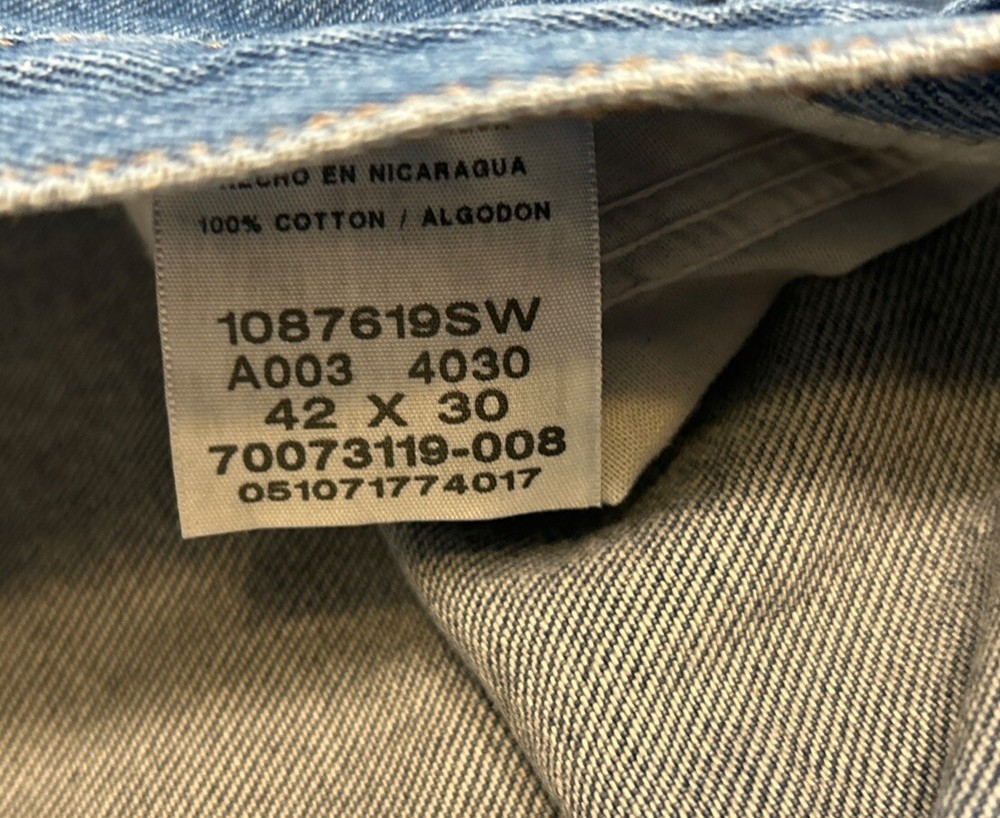 HECHO EN NICARAGUA
100% COTTON / ALGODON
1087619SW
A003 4030
42 X 30
70073119-008
051071774017